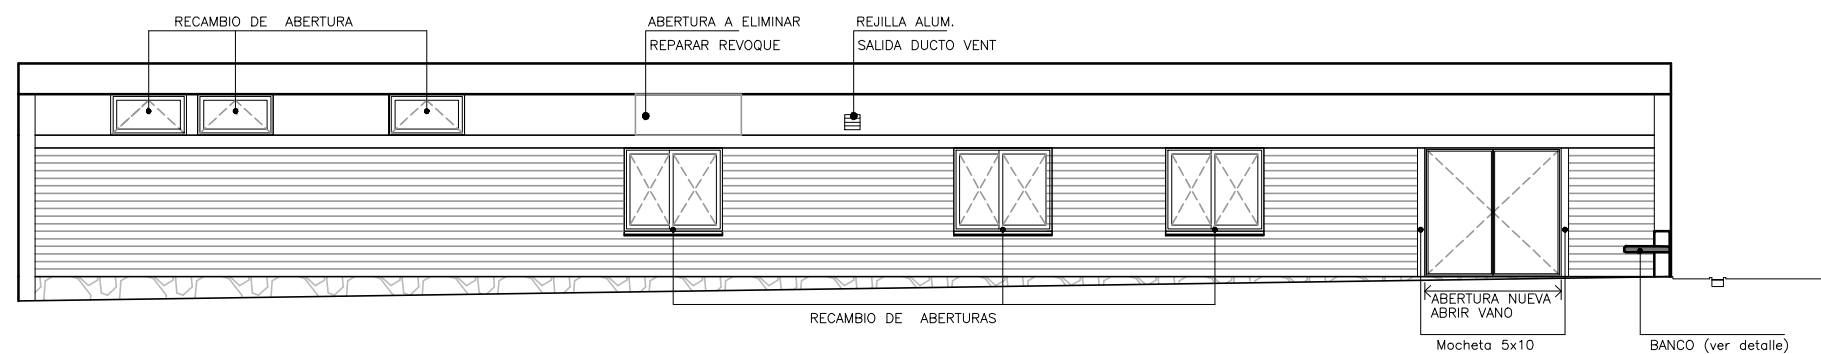 RECAMBIO DE ABERTURA
ABERTURA A ELIMINAR
REPARAR REVOQUE
REJILLA ALUM.
SALIDA DUCTO VENT
RECAMBIO DE ABERTURAS
ABERTURA NUEVA
ABRIR VANO
Mocheta 5x10
BANCO (ver detalle)